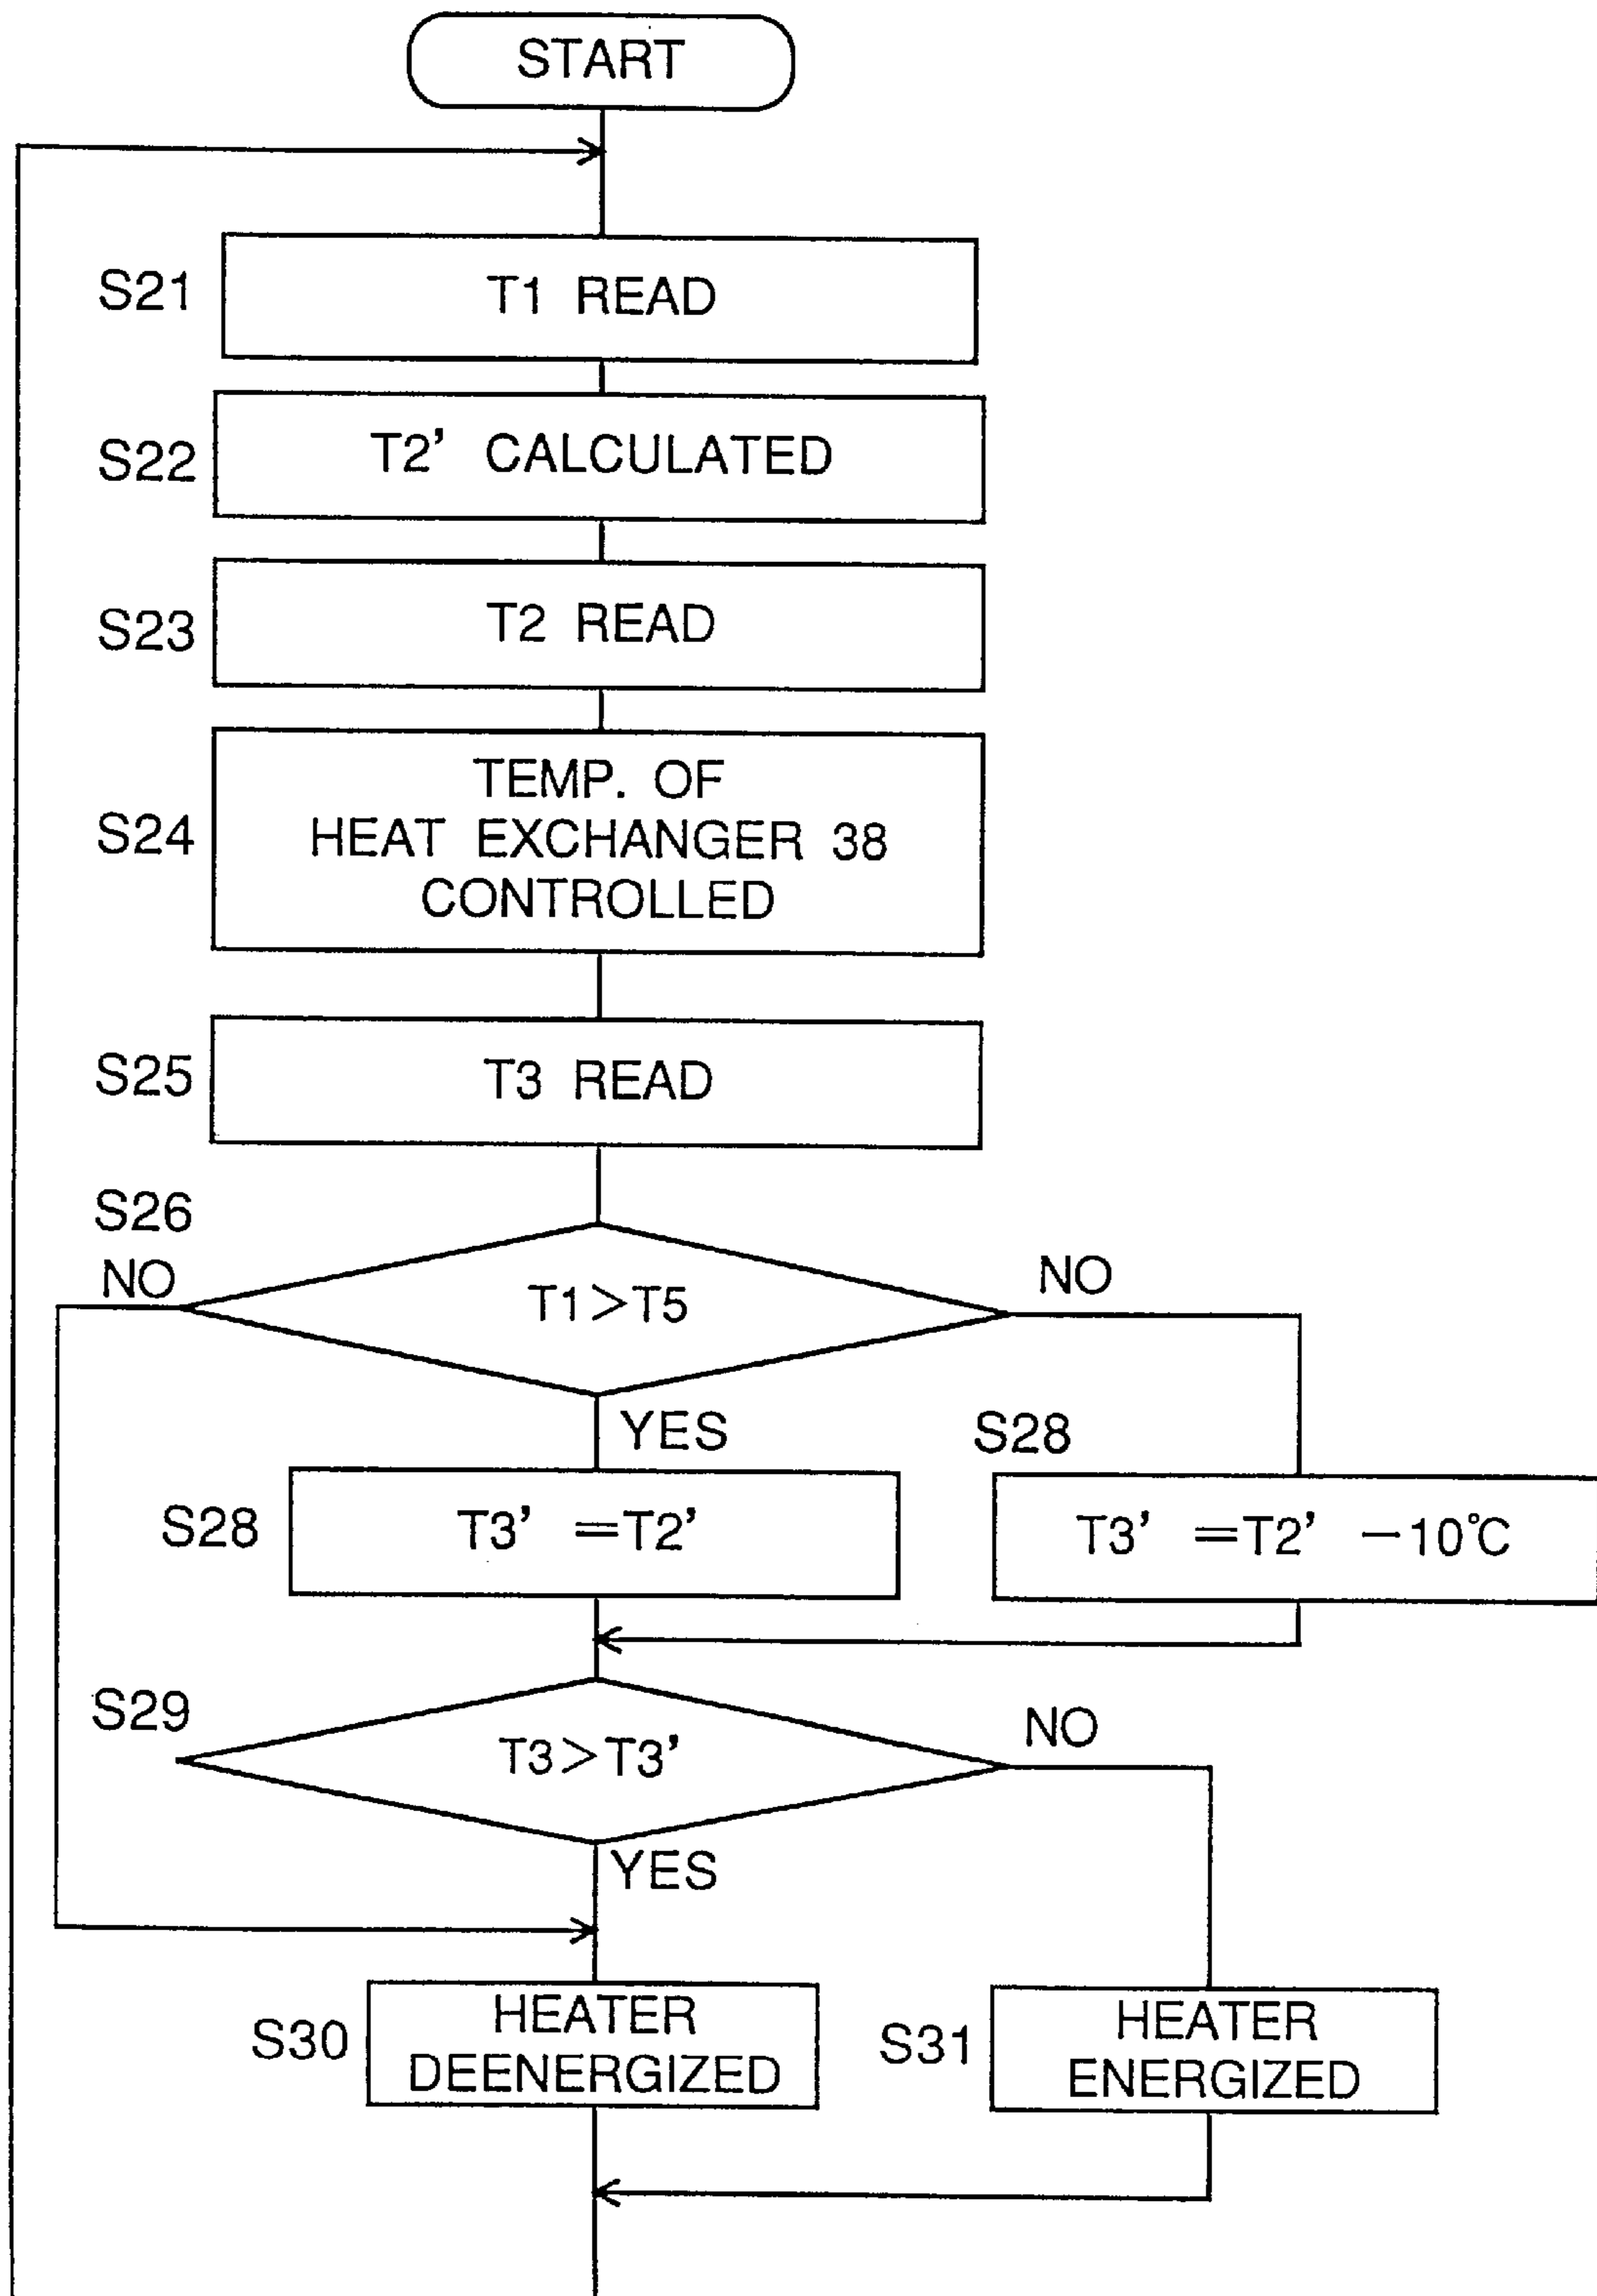 START
S21
T1 READ
S22
T2' CALCULATED
S23
T2 READ
S24
TEMP. OF
HEAT EXCHANGER 38
CONTROLLED
S25
T3 READ
S26
NO
T1>T5
NO
YES
S28
T3' =T2'
S28
T3' =T2' -10℃
S29
T3>T3'
NO
YES
S30
HEATER
DEENERGIZED
S31
HEATER
ENERGIZED